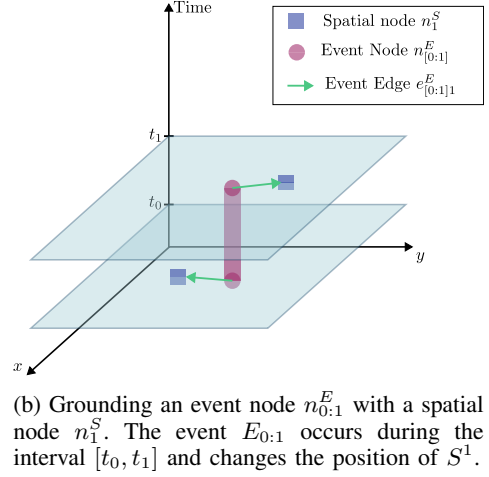 Time
Spatial node $n_1^S$
Event Node $n_{[0:1]}^E$
Event Edge $e_{[0:1]1}^E$
$t_1$
$t_0$
$y$
$x$
(b) Grounding an event node $n_{0:1}^E$ with a spatial
node $n_1^S$. The event $E_{0:1}$ occurs during the
interval $[t_0, t_1]$ and changes the position of $S^1$.